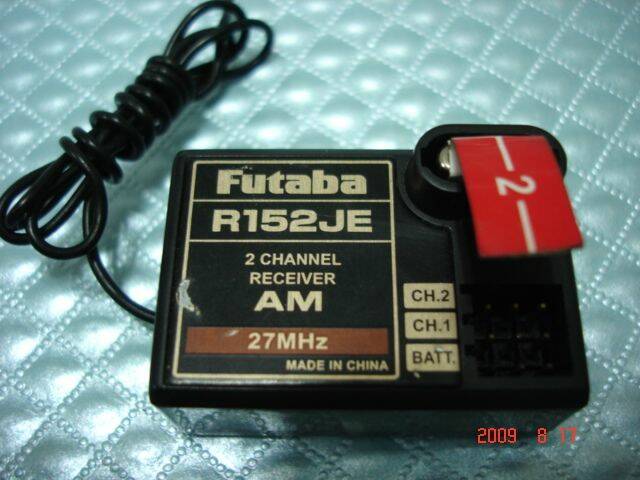 Futaba
R152JE
2 CHANNEL
RECEIVER
AM
27MHz
MADE IN CHINA
CH.2
CH.1
BATT.
2
2009 8 17